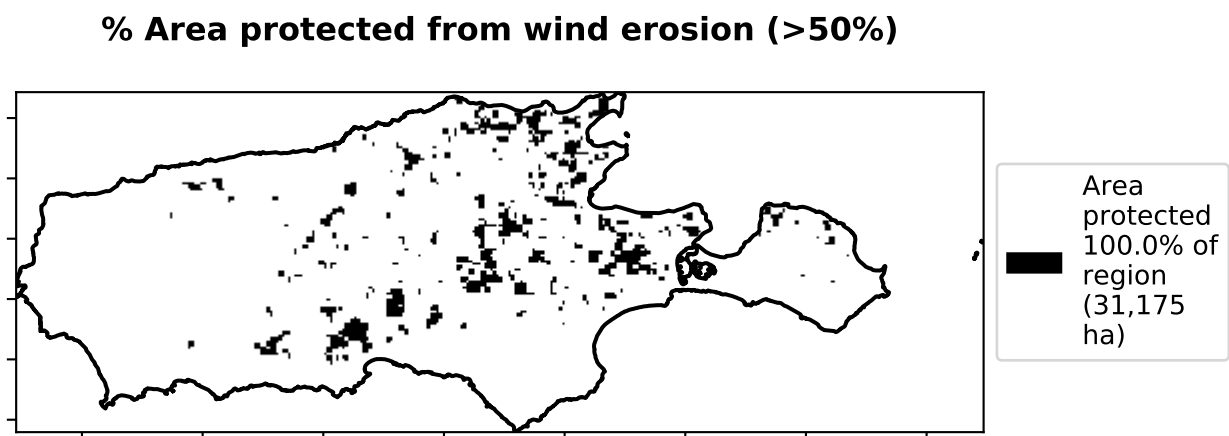 % Area protected from wind erosion (>50%)
Area
protected
100.0% of
region
(31,175
ha)